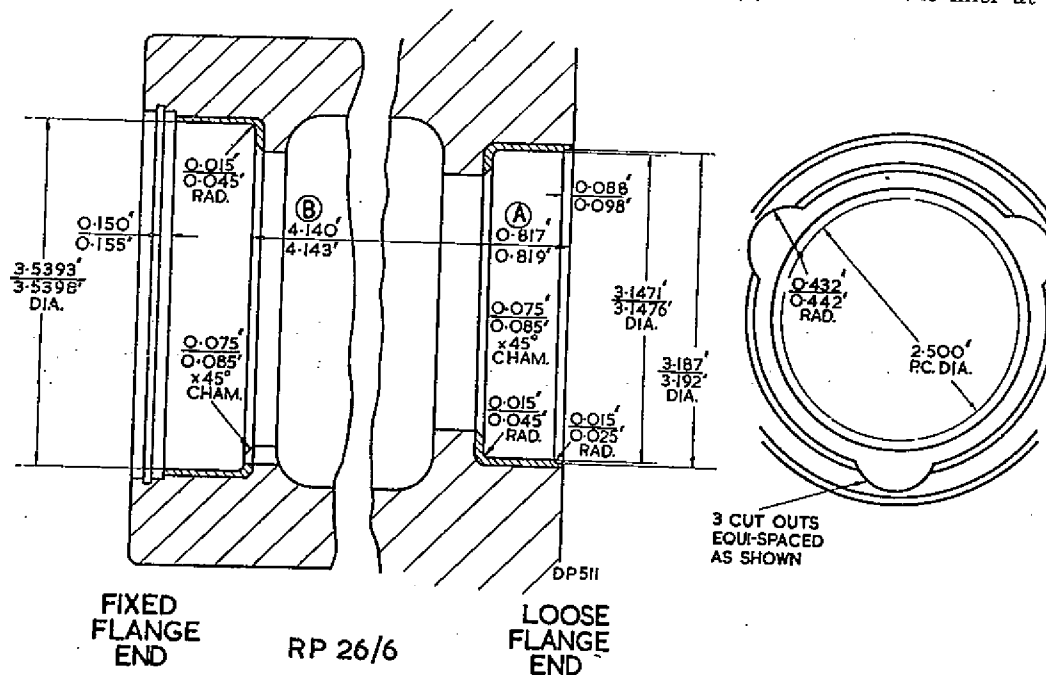 0·015"
0·045"
RAD.
0·150"
0·155"
3·5393"
3·5398"
DIA.
B
4·140"
4·143"
0·075"
0·085"
x45°
CHAM.
A
0·817"
0·819"
0·088"
0·098"
0·075"
0·085"
x45°
CHAM.
3·1471"
3·1476"
DIA.
3·187"
3·192"
DIA.
0·015"
0·045"
RAD.
0·015"
0·025"
RAD.
0·432"
0·442"
RAD.
2·500"
P.C. DIA.
3 CUT OUTS
EQUI-SPACED
AS SHOWN
DP511
FIXED
FLANGE
END
RP 26/6
LOOSE
FLANGE
END